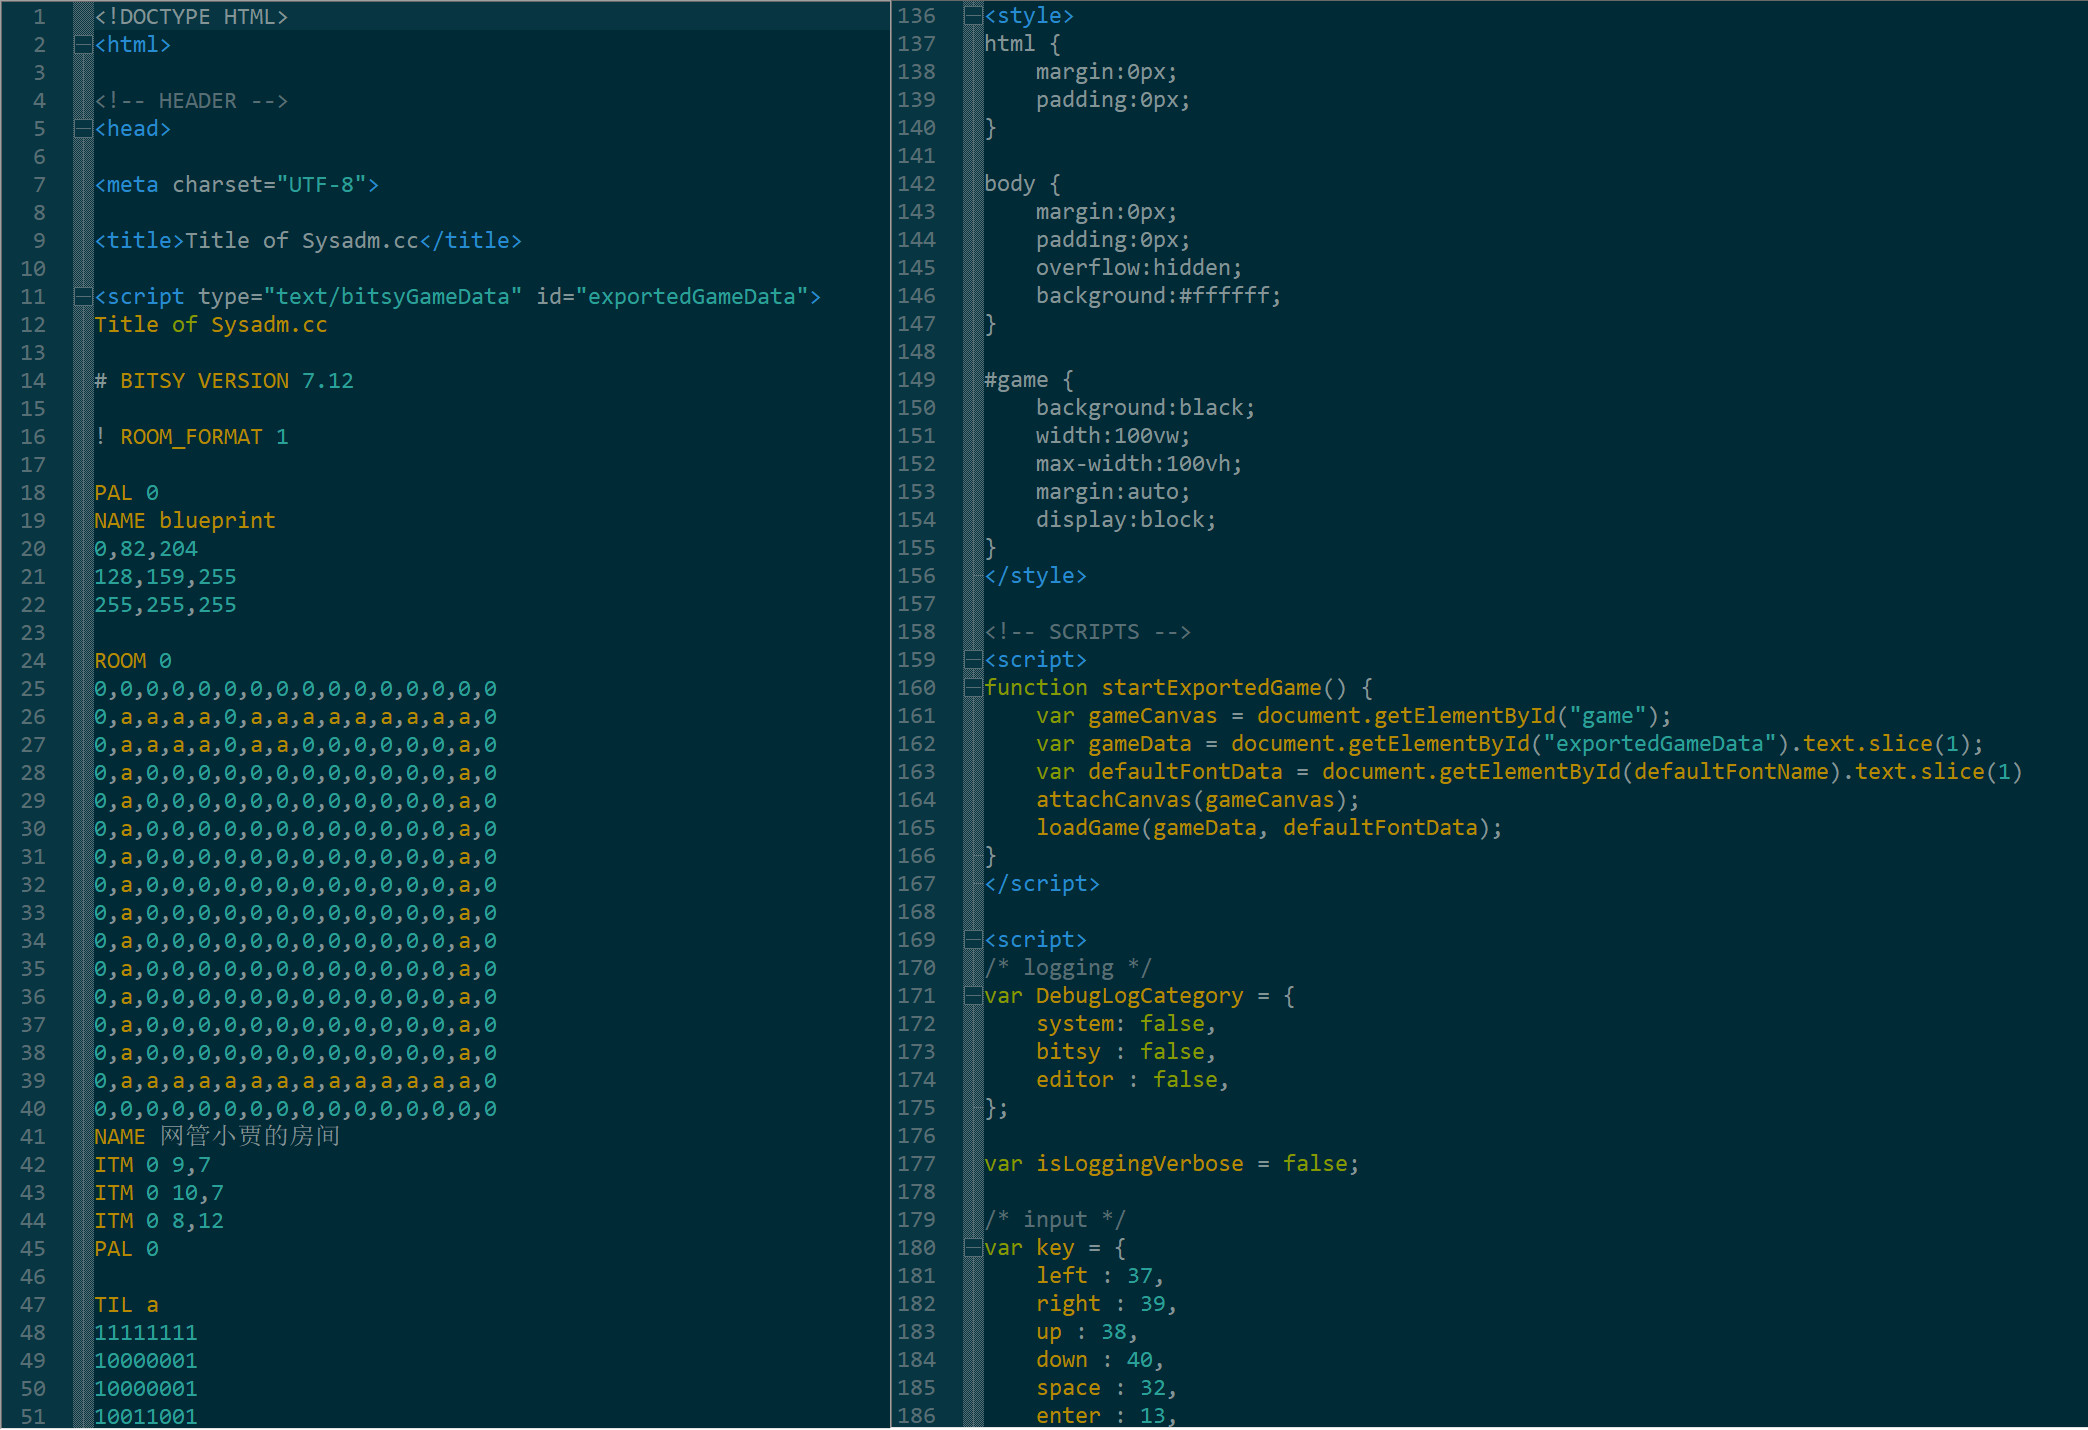 1 <!DOCTYPE HTML>
2 <html>
3
4 <!-- HEADER -->
5 <head>
6
7 <meta charset="UTF-8">
8
9 <title>Title of Sysadm.cc</title>
10
11 <script type="text/bitsyGameData" id="exportedGameData">
12 Title of Sysadm.cc
13
14 # BITSY VERSION 7.12
15
16 ! ROOM_FORMAT 1
17
18 PAL 0
19 NAME blueprint
20 0,82,204
21 128,159,255
22 255,255,255
23
24 ROOM 0
25 0,0,0,0,0,0,0,0,0,0,0,0,0,0,0,0
26 0,a,a,a,a,0,a,a,a,a,a,a,a,a,a,0
27 0,a,a,a,a,0,a,a,0,0,0,0,0,0,a,0
28 0,a,0,0,0,0,0,0,0,0,0,0,0,0,a,0
29 0,a,0,0,0,0,0,0,0,0,0,0,0,0,a,0
30 0,a,0,0,0,0,0,0,0,0,0,0,0,0,a,0
31 0,a,0,0,0,0,0,0,0,0,0,0,0,0,a,0
32 0,a,0,0,0,0,0,0,0,0,0,0,0,0,a,0
33 0,a,0,0,0,0,0,0,0,0,0,0,0,0,a,0
34 0,a,0,0,0,0,0,0,0,0,0,0,0,0,a,0
35 0,a,0,0,0,0,0,0,0,0,0,0,0,0,a,0
36 0,a,0,0,0,0,0,0,0,0,0,0,0,0,a,0
37 0,a,0,0,0,0,0,0,0,0,0,0,0,0,a,0
38 0,a,0,0,0,0,0,0,0,0,0,0,0,0,a,0
39 0,a,a,a,a,a,a,a,a,a,a,a,a,a,a,0
40 0,0,0,0,0,0,0,0,0,0,0,0,0,0,0,0
41 NAME 网管小贾的房间
42 ITM 0 9,7
43 ITM 0 10,7
44 ITM 0 8,12
45 PAL 0
46
47 TIL a
48 11111111
49 10000001
50 10000001
51 10011001
136 <style>
137 html {
138 margin:0px;
139 padding:0px;
140 }
141
142 body {
143 margin:0px;
144 padding:0px;
145 overflow:hidden;
146 background:#ffffff;
147 }
148
149 #game {
150 background:black;
151 width:100vw;
152 max-width:100vh;
153 margin:auto;
154 display:block;
155 }
156 </style>
157
158 <!-- SCRIPTS -->
159 <script>
160 function startExportedGame() {
161 var gameCanvas = document.getElementById("game");
162 var gameData = document.getElementById("exportedGameData").text.slice(1);
163 var defaultFontData = document.getElementById(defaultFontName).text.slice(1)
164 attachCanvas(gameCanvas);
165 loadGame(gameData, defaultFontData);
166 }
167 </script>
168
169 <script>
170 /* logging */
171 var DebugLogCategory = {
172 system: false,
173 bitsy : false,
174 editor : false,
175 };
176
177 var isLoggingVerbose = false;
178
179 /* input */
180 var key = {
181 left : 37,
182 right : 39,
183 up : 38,
184 down : 40,
185 space : 32,
186 enter : 13,